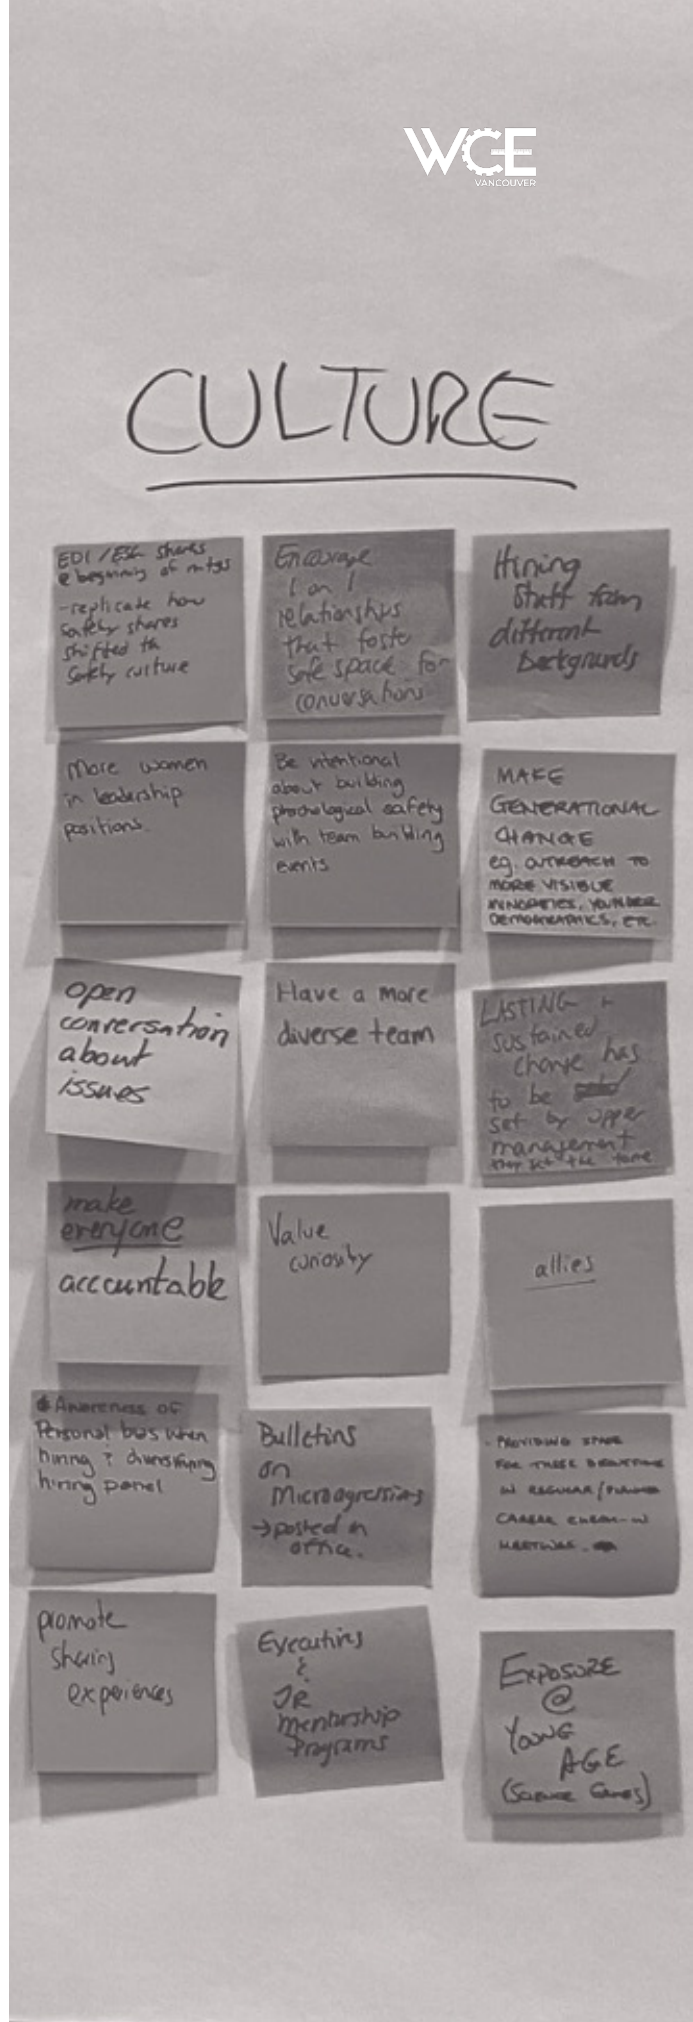 WCE
VANCOUVER
CULTURE
EDI / ESG shares
@ beginning of mtgs
-replicate how
safety shares
shifted th
safety culture
Encourage
1 on 1
relationships
that foste
safe space for
conversations
Hiring
Staff from
different
backgrounds
More women
in leadership
positions.
Be intentional
about building
phschological safety
with team building
events
MAKE
GENERATIONAL
CHANGE
eg. OUTREACH TO
MORE VISIBLE
MINORITIES, YOUNGER
DEMOGRAPHICS, ETC.
open
conversation
about
issues
Have a more
diverse team
LASTING +
sustained
change has
to be
set by upper
management
they set the tone
make
everyone
accountable
Value
curiosity
allies
Awareness of
Personal bias when
hiring & diversifying
hiring panel
Bulletins
on
Microagressions
→ posted in
office.
- PROVIDING SPACE
FOR THESE
IN REGULAR/PLANNED
CAREER CHECK-IN
MEETINGS.
promote
sharing
experiences
Executives
&
JR
mentorship
Programs
EXPOSURE
@
YOUNG
AGE
(SCIENCE GAMES)